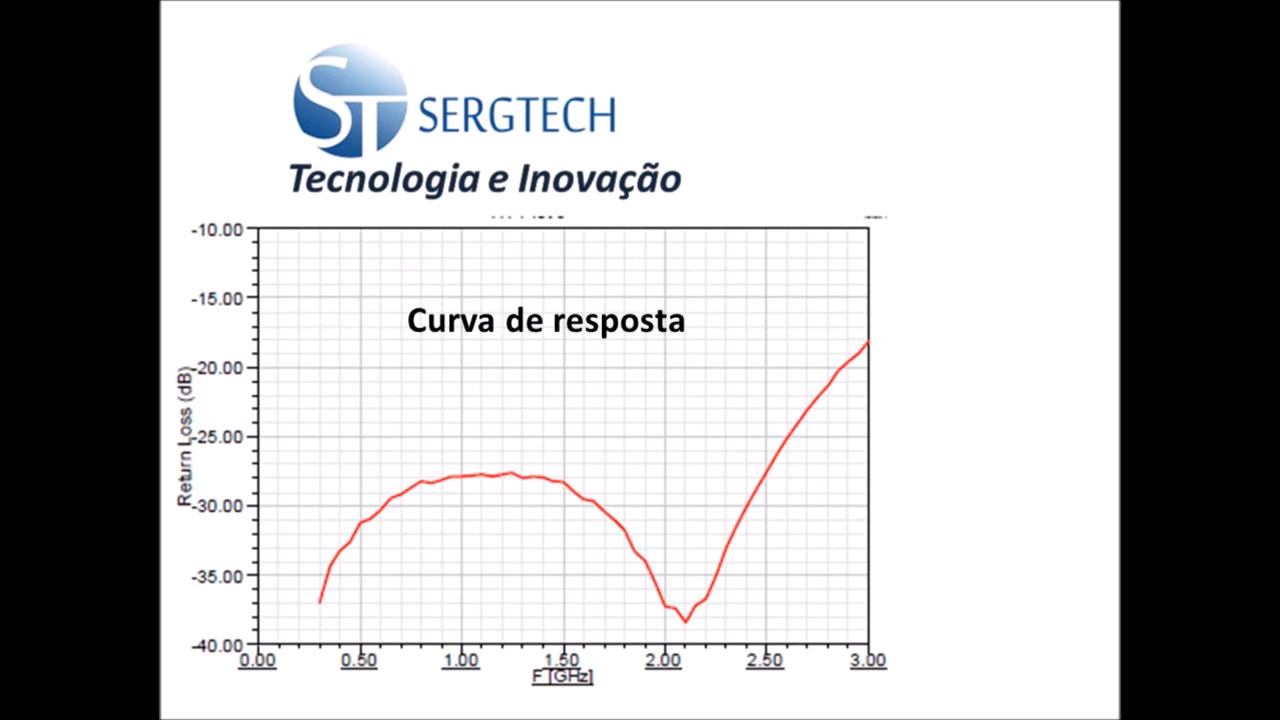 ST SERGTECH
Tecnologia e Inovação
-10.00
-15.00
Curva de resposta
-20.00
-25.00
-30.00
-35.00
-40.00
Return Loss (dB)
0.00 0.50 1.00 1.50 2.00 2.50 3.00
F [GHz]